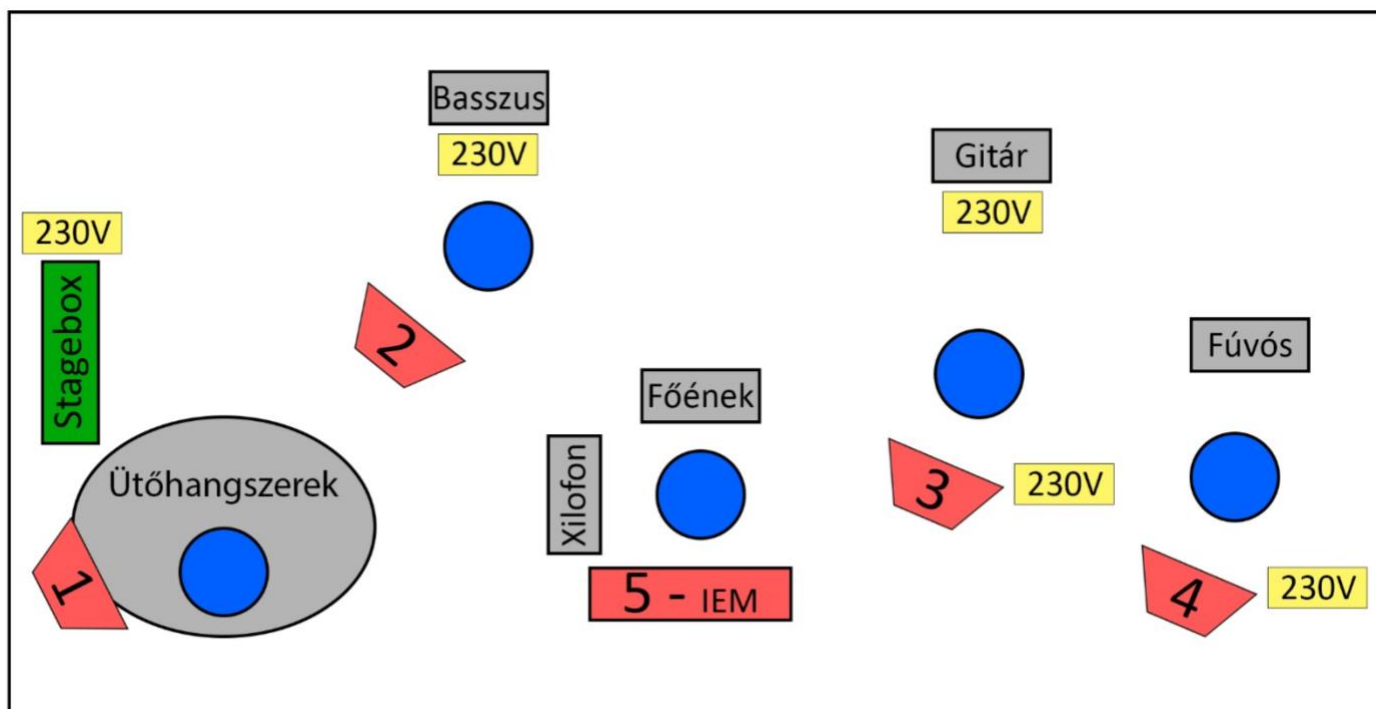 Basszus
230V
Gitár
230V
230V
Stagebox
2
Fúvós
Főének
Ütőhangszerek
Xilofon
3
230V
1
5 - IEM
4
230V